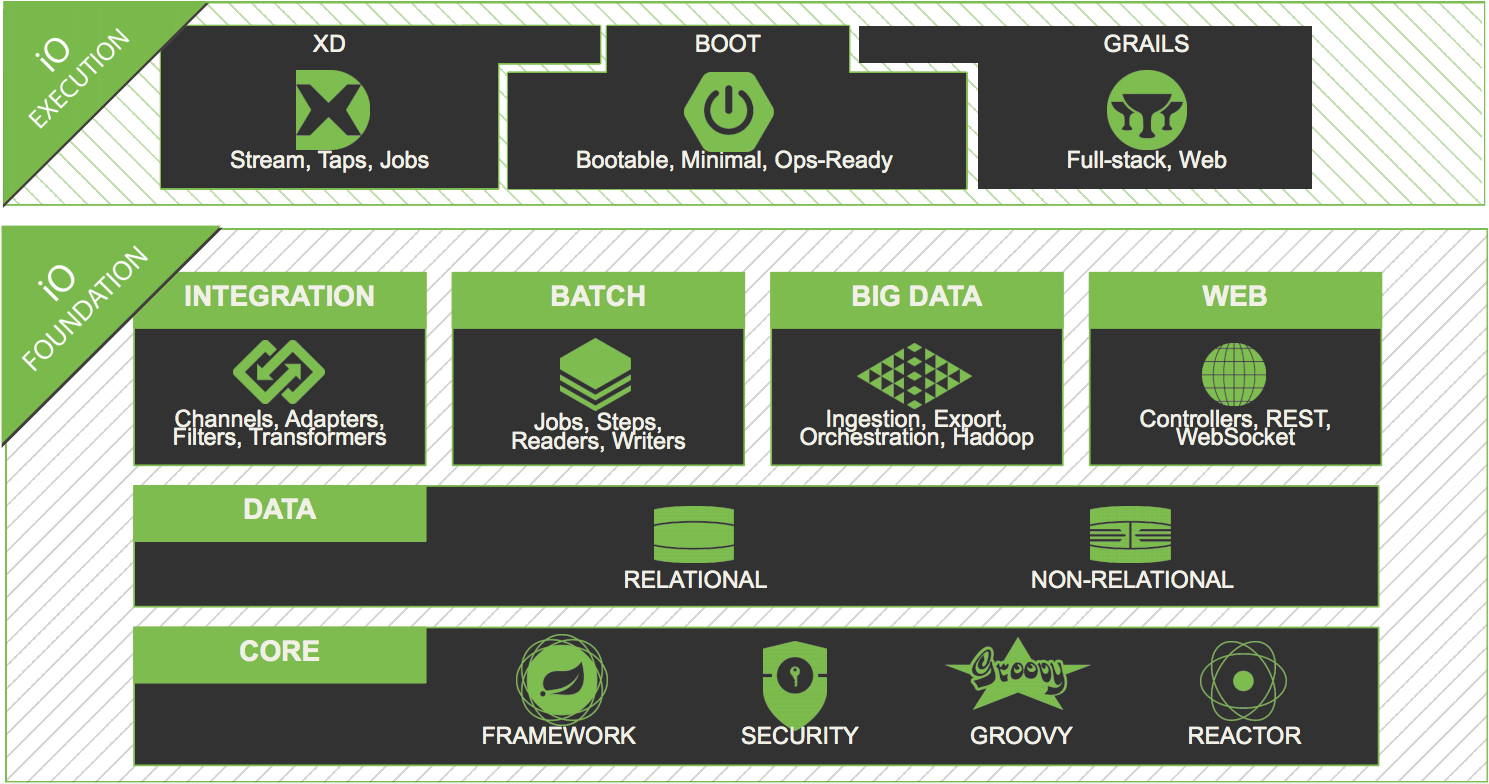 iO
EXECUTION
XD
Stream, Taps, Jobs
BOOT
Bootable, Minimal, Ops-Ready
GRAILS
Full-stack, Web
iO
FOUNDATION
INTEGRATION
Channels, Adapters,
Filters, Transformers
BATCH
Jobs, Steps,
Readers, Writers
BIG DATA
Ingestion, Export,
Orchestration, Hadoop
WEB
Controllers, REST,
WebSocket
DATA
RELATIONAL
NON-RELATIONAL
CORE
FRAMEWORK
SECURITY
Groovy
GROOVY
REACTOR